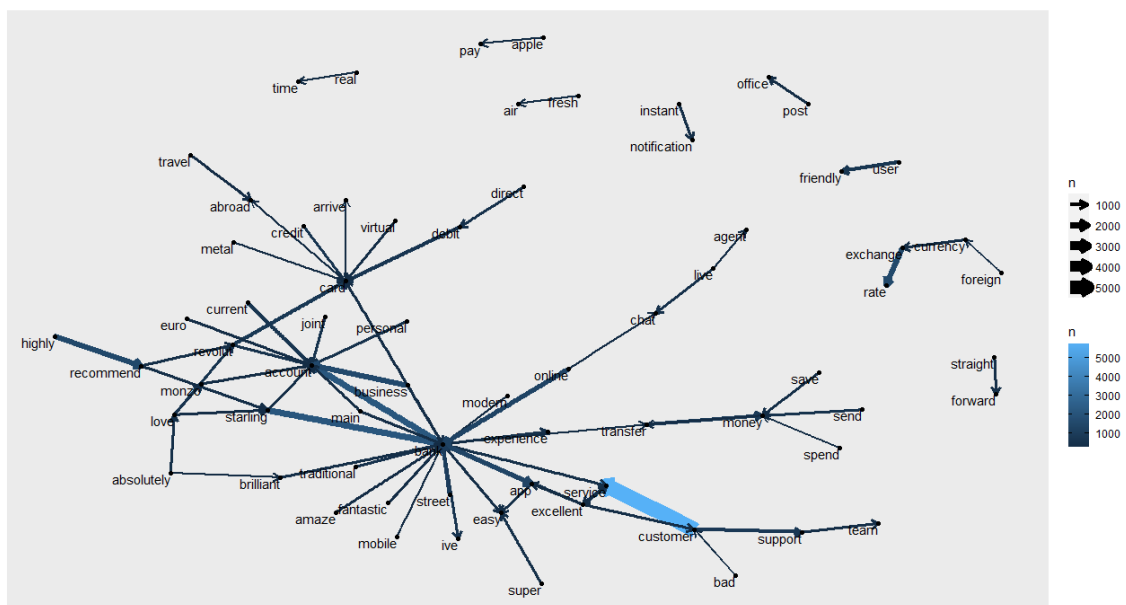 apple
pay
real
time
office
fresh
air
instant
post
notification
travel
user
friendly
direct
abroad
arrive
credit
virtual
debit
agent
metal
currency
exchange
live
foreign
card
rate
current
chat
euro
joint
personal
highly
revolut
straight
recommend
account
online
save
monzo
business
modern
forward
love
starling
main
send
money
experience
transfer
bank
spend
absolutely
traditional
brilliant
app
service
street
fantastic
excellent
amaze
easy
team
customer
support
mobile
ive
bad
super
n
1000
2000
3000
4000
5000
n
5000
4000
3000
2000
1000